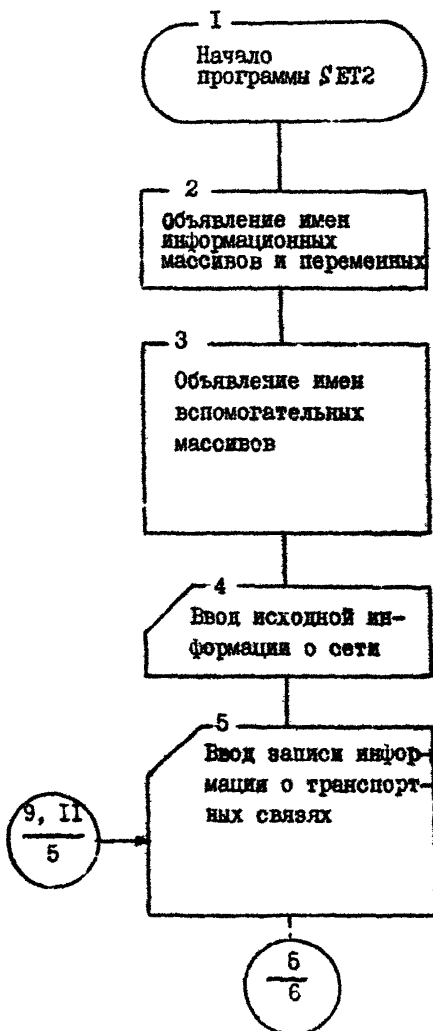 I
Начало
программы SET2
2
Объявление имен
информационных
массивов и переменных
3
Объявление имен
вспомогательных
массивов
4
Ввод исходной ин-
формации о сети
5
Ввод записи инфор-
мации о транспорт-
ных связях
9, II
5
6
6